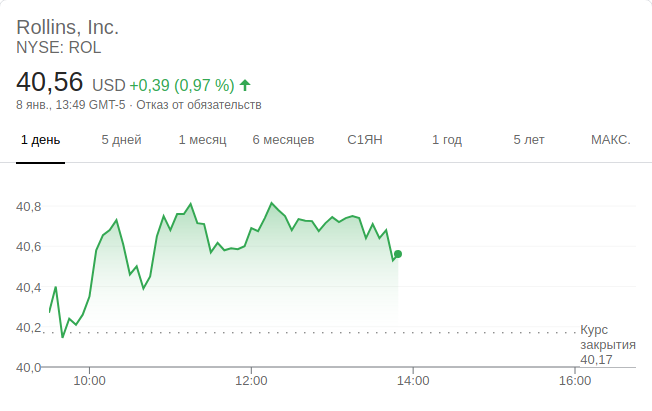 Rollins, Inc.
NYSE: ROL
40,56 USD +0,39 (0,97 %)
8 янв., 13:49 GMT-5 · Отказ от обязательств
1 день 5 дней 1 месяц 6 месяцев С1ЯН 1 год 5 лет МАКС.
40,8
40,6
40,4
40,2
Курс
закрытия
40,17
40,0
10:00 12:00 14:00 16:00